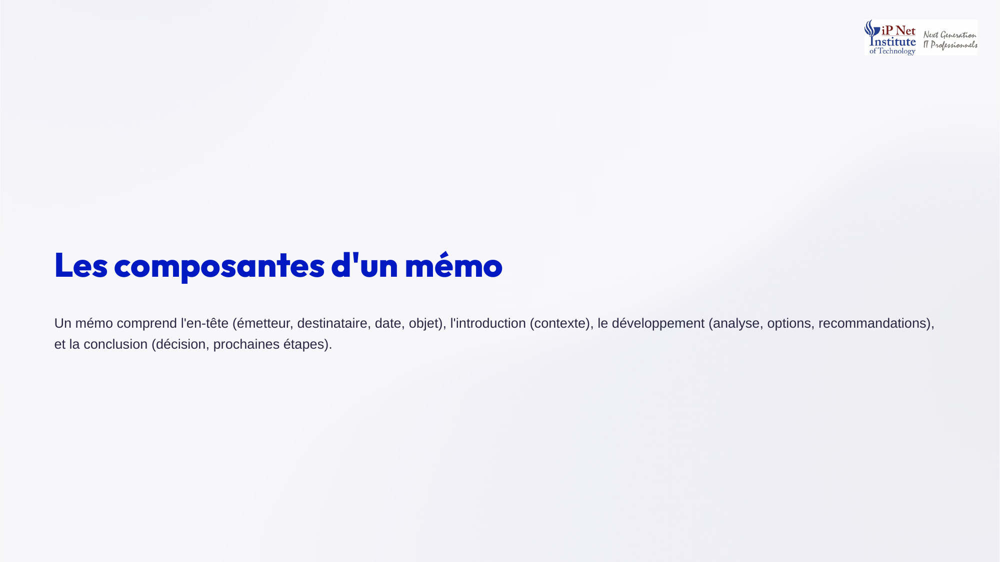 iP Net
Institute
of Technology
Next Generation
IT Professionnels
Les composantes d'un mémo
Un mémo comprend l'en-tête (émetteur, destinataire, date, objet), l'introduction (contexte), le développement (analyse, options, recommandations),
et la conclusion (décision, prochaines étapes).